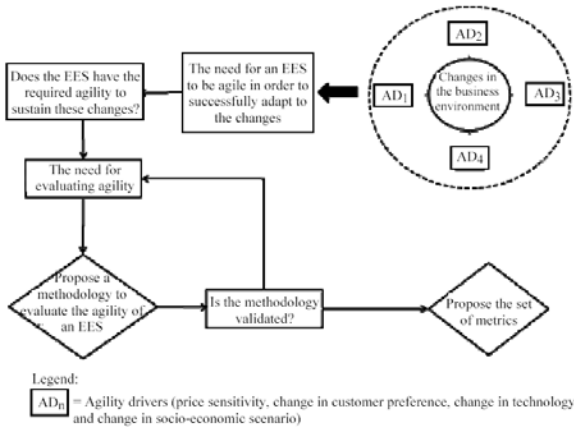 Does the EES have the
required agility to
sustain these changes?
The need for an EES
to be agile in order to
successfully adapt to
the changes
AD2
AD1
Changes in
the business
environment
AD3
AD4
The need for
evaluating agility
Propose a
methodology to
evaluate the agility of
an EES
Is the methodology
validated?
Propose the set
of metrics
Legend:
ADn = Agility drivers (price sensitivity, change in customer preference, change in technology
and change in socio-economic scenario)